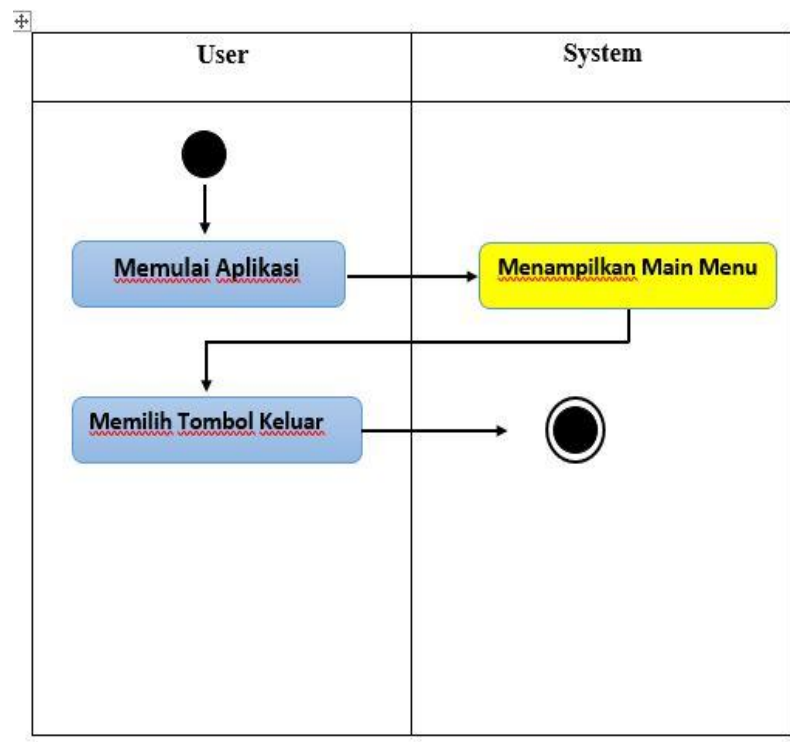 User
System
Memulai Aplikasi
Menampilkan Main Menu
Memilih Tombol Keluar